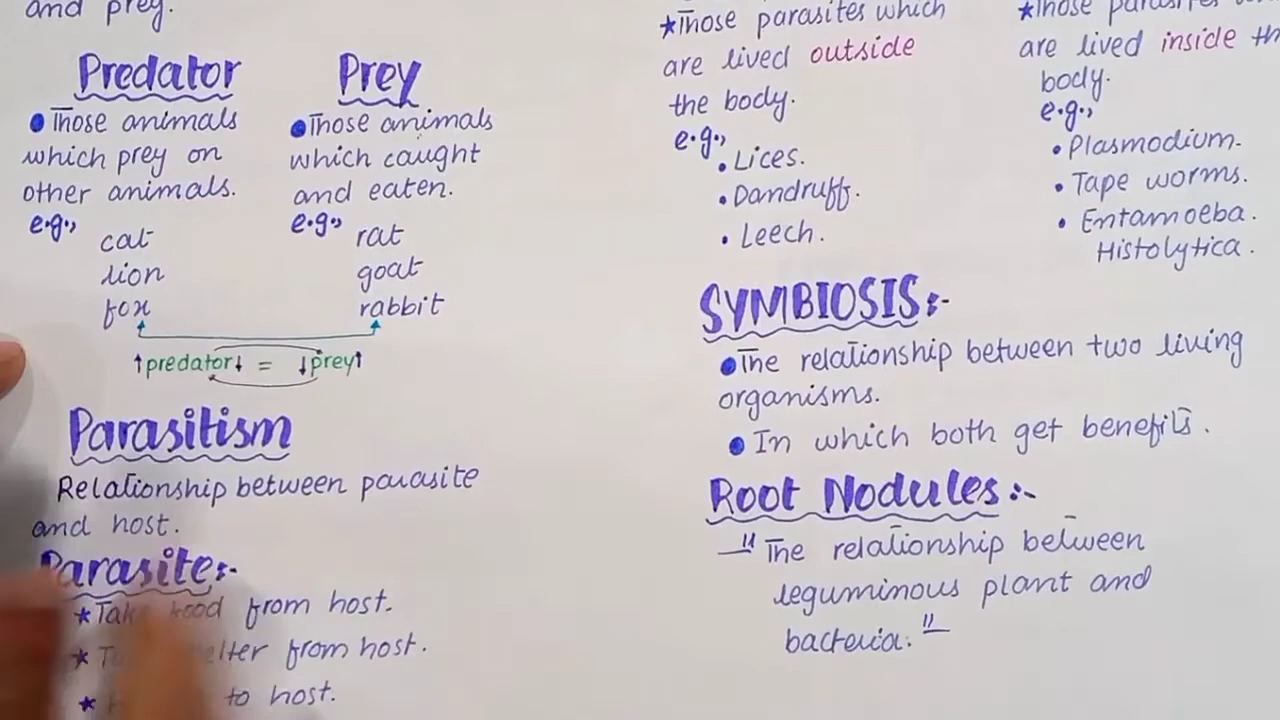 and prey.
Predator
• Those animals
which prey on
other animals.
e.g.,
cat
lion
fox
Prey
• Those animals
which caught
and eaten.
e.g.,
rat
goat
rabbit
↑predator↓ = ↓prey↑
Parasitism
Relationship between parasite
and host.
Parasite:-
★ Take food from host.
★ from host.
★ to host.
★Those parasites which
are lived outside
the body.
e.g.,
• Lices.
• Dandruff.
• Leech.
★Those
are lived inside
body.
e.g.,
• Plasmodium.
• Tape worms.
• Entamoeba.
Histolytica.
SYMBIOSIS:-
• The relationship between two living
organisms.
• In which both get benefits.
Root Nodules:-
"The relationship between
leguminous plant and
bacteria."